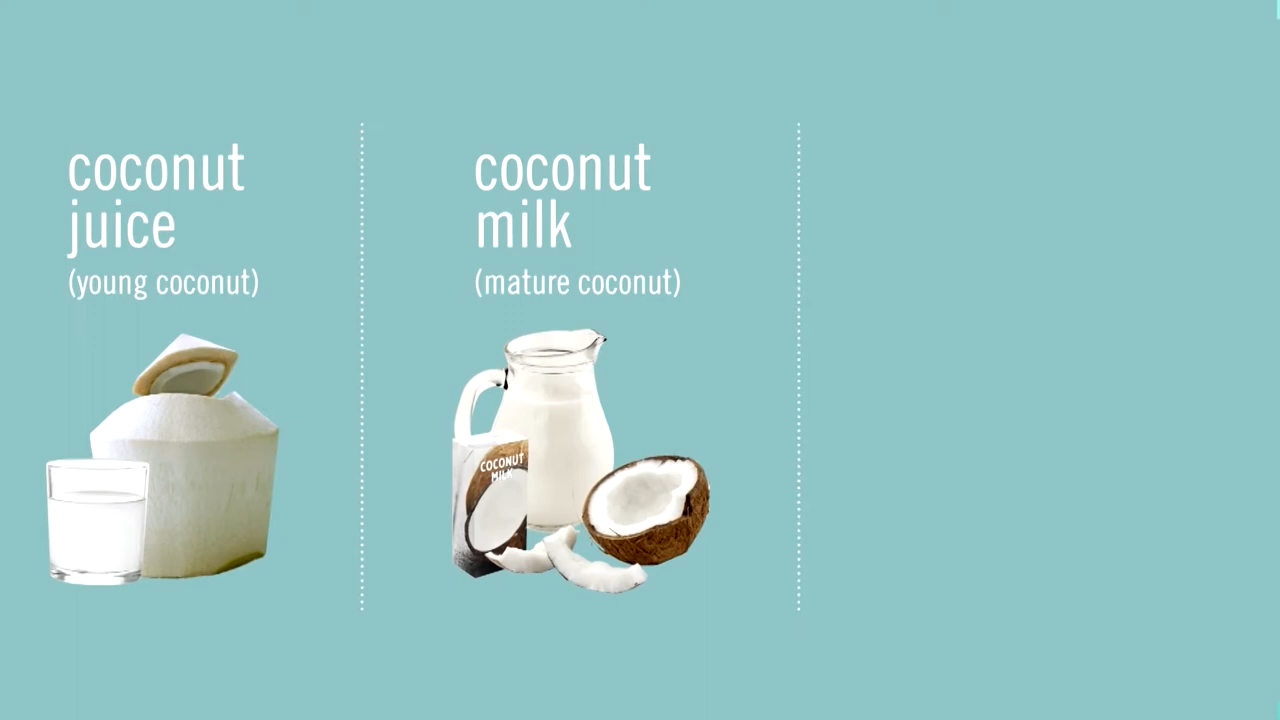 coconut
juice
(young coconut)
coconut
milk
(mature coconut)
COCONUT
MILK